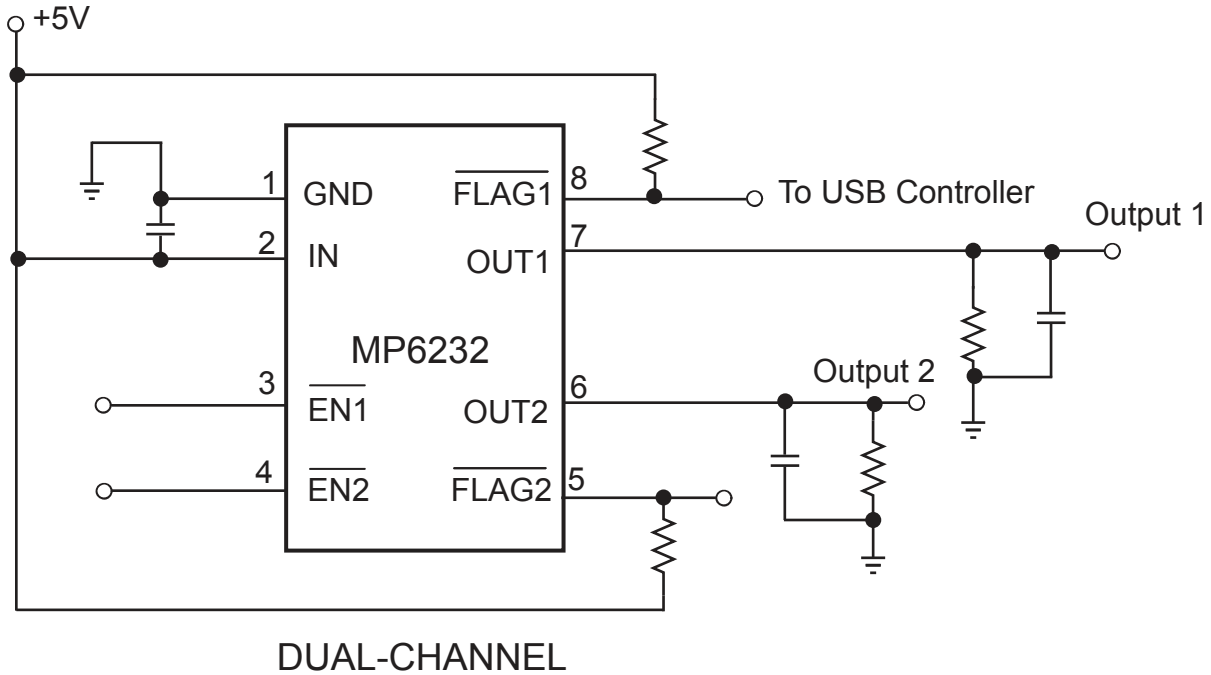 +5V
1
GND
2
IN
MP6232
3
EN1
4
EN2
FLAG1
8
To USB Controller
7
OUT1
Output 1
6
OUT2
Output 2
FLAG2
5
DUAL-CHANNEL